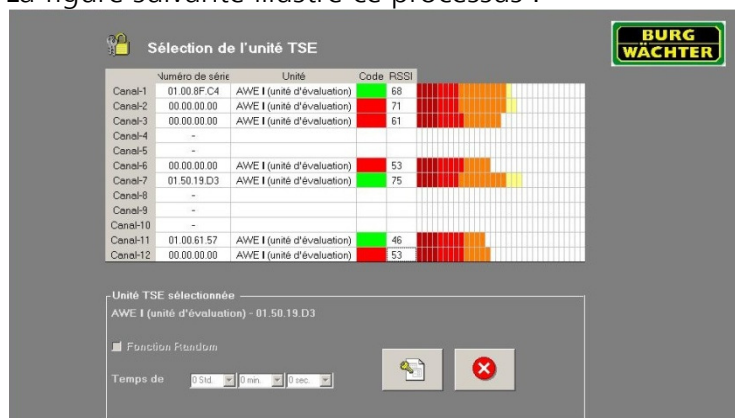 La figure suivante illustre ce processus :
BURG
WÄCHTER
Sélection de l'unité TSE
Numéro de série Unité Code RSSI
Canal-1 01.00.8F.C4 AWE I (unité d'évaluation) 68
Canal-2 00.00.00.00 AWE I (unité d'évaluation) 71
Canal-3 00.00.00.00 AWE I (unité d'évaluation) 61
Canal-4 -
Canal-5 -
Canal-6 00.00.00.00 AWE I (unité d'évaluation) 53
Canal-7 01.50.19.D3 AWE I (unité d'évaluation) 75
Canal-8 -
Canal-9 -
Canal-10 -
Canal-11 01.00.61.57 AWE I (unité d'évaluation) 46
Canal-12 00.00.00.00 AWE I (unité d'évaluation) 53
Unité TSE sélectionnée
AWE I (unité d'évaluation) - 01.50.19.D3
Fonction Random
Temps de 0 Std. 0 min. 0 sec.